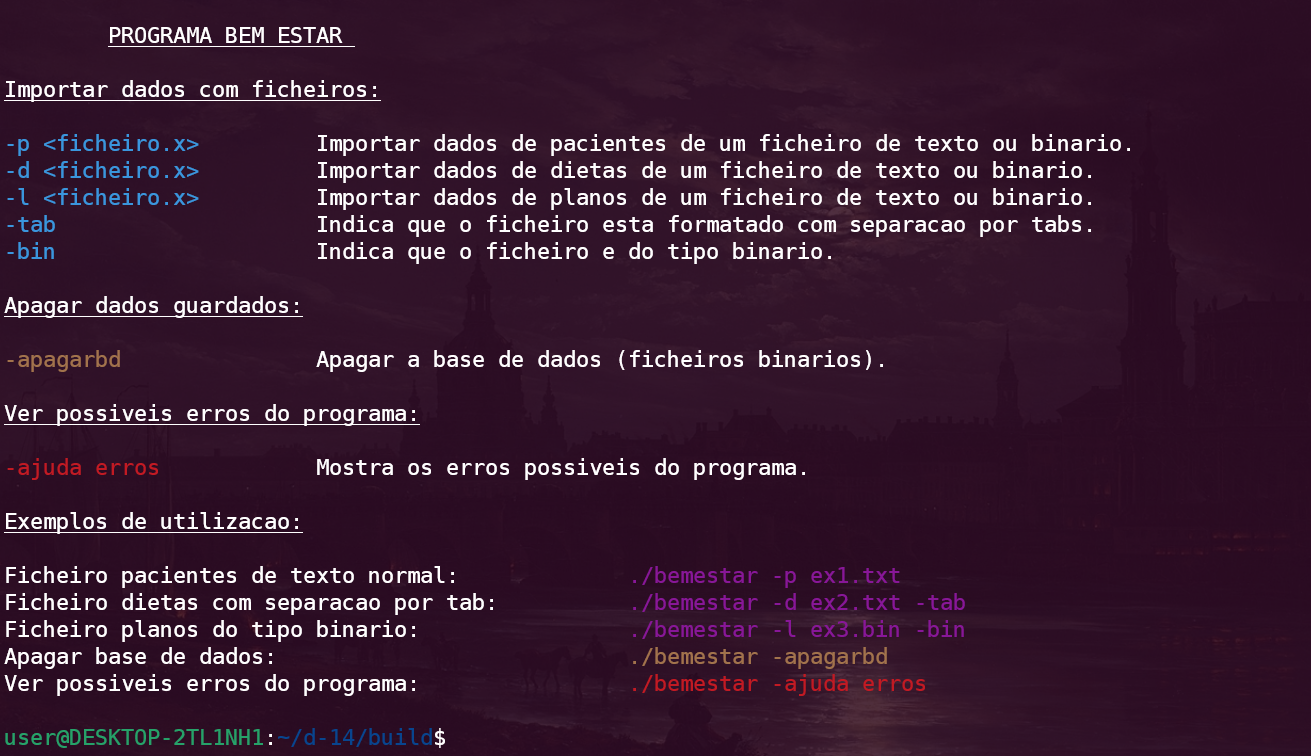 PROGRAMA BEM ESTAR
Importar dados com ficheiros:
-p <ficheiro.x> Importar dados de pacientes de um ficheiro de texto ou binario.
-d <ficheiro.x> Importar dados de dietas de um ficheiro de texto ou binario.
-l <ficheiro.x> Importar dados de planos de um ficheiro de texto ou binario.
-tab Indica que o ficheiro esta formatado com separacao por tabs.
-bin Indica que o ficheiro e do tipo binario.
Apagar dados guardados:
-apagarbd Apagar a base de dados (ficheiros binarios).
Ver possiveis erros do programa:
-ajuda erros Mostra os erros possiveis do programa.
Exemplos de utilizacao:
Ficheiro pacientes de texto normal: ./bemestar -p ex1.txt
Ficheiro dietas com separacao por tab: ./bemestar -d ex2.txt -tab
Ficheiro planos do tipo binario: ./bemestar -l ex3.bin -bin
Apagar base de dados: ./bemestar -apagarbd
Ver possiveis erros do programa: ./bemestar -ajuda erros
user@DESKTOP-2TL1NH1:~/d-14/build$